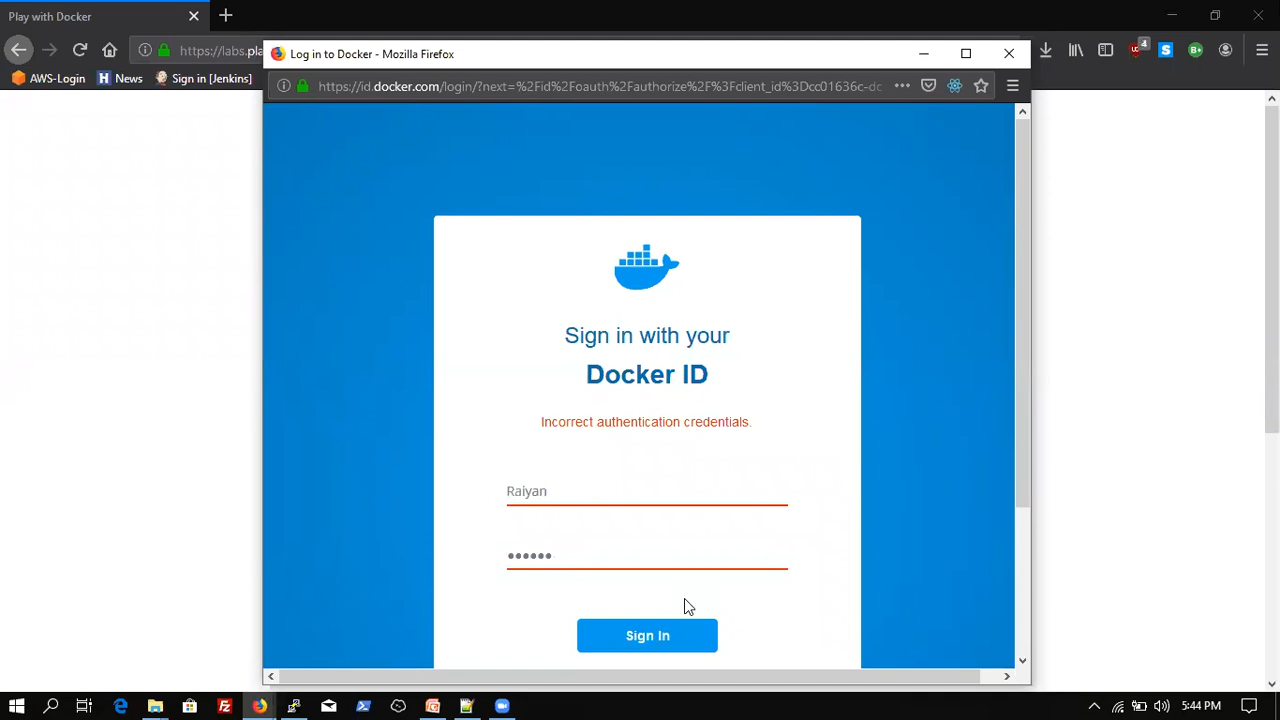 Play with Docker
https://labs.pla
Log in to Docker - Mozilla Firefox
4
AWS-Login
News
Sign in [Jenkins]
https://id.docker.com/login/?next=%2Fid%2Foauth%2Fauthorize%2F%3Fclient_id%3Dcc01636c-dc
Sign in with your
Docker ID
Incorrect authentication credentials.
Raiyan
••••••
Sign In
5:44 PM